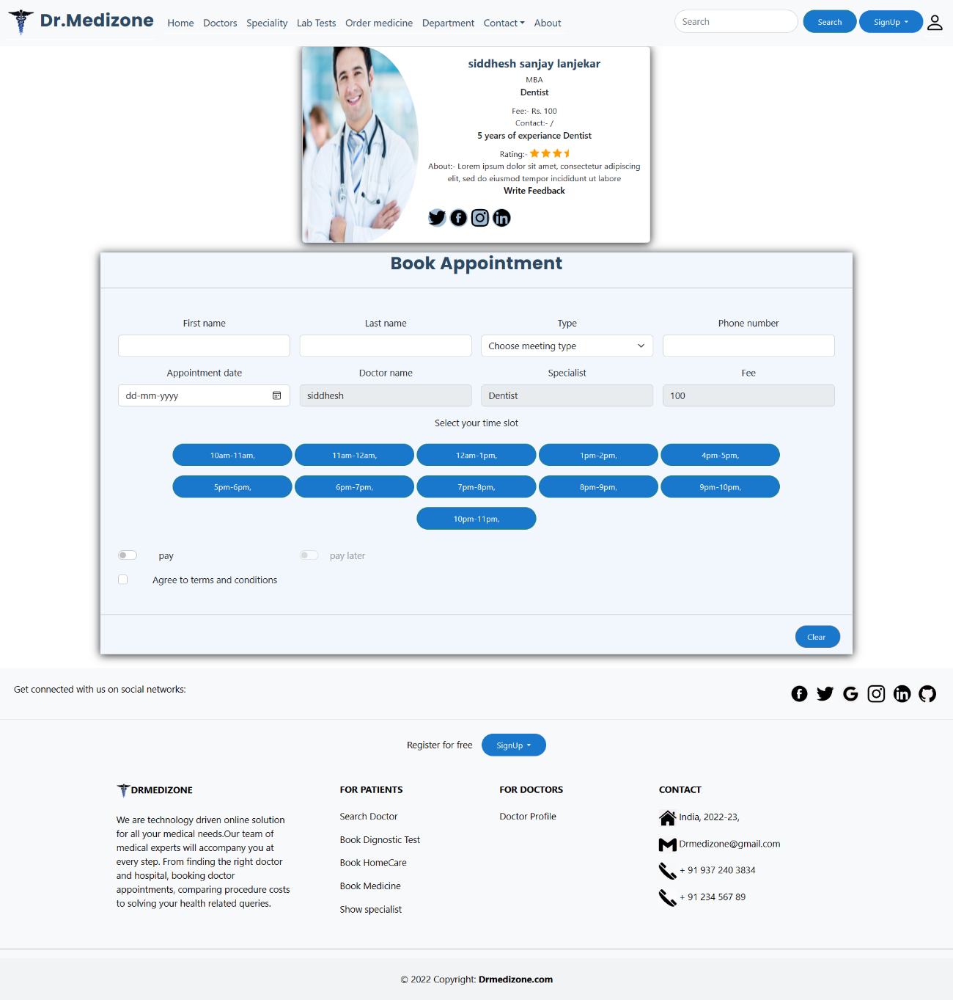 Dr.Medizone
Home Doctors Speciality Lab Tests Order medicine Department Contact About
Search Search SignUp
siddhesh sanjay lanjekar
MBA
Dentist
Fee:- Rs. 100
Contact:- /
5 years of experiance Dentist
Rating:-
About:- Lorem ipsum dolor sit amet, consectetur adipiscing
elit, sed do eiusmod tempor incididunt ut labore
Write Feedback
Book Appointment
First name Last name Type Phone number
Choose meeting type
Appointment date Doctor name Specialist Fee
dd-mm-yyyy siddhesh Dentist 100
Select your time slot
10am-11am, 11am-12am, 12am-1pm, 1pm-2pm, 4pm-5pm,
5pm-6pm, 6pm-7pm, 7pm-8pm, 8pm-9pm, 9pm-10pm,
10pm-11pm,
pay pay later
Agree to terms and conditions
Clear
Get connected with us on social networks:
Register for free SignUp
DRMEDIZONE
We are technology driven online solution
for all your medical needs.Our team of
medical experts will accompany you at
every step. From finding the right doctor
and hospital, booking doctor
appointments, comparing procedure costs
to solving your health related queries.
FOR PATIENTS
Search Doctor
Book Dignostic Test
Book HomeCare
Book Medicine
Show specialist
FOR DOCTORS
Doctor Profile
CONTACT
India, 2022-23,
Drmedizone@gmail.com
+ 91 937 240 3834
+ 91 234 567 89
© 2022 Copyright: Drmedizone.com